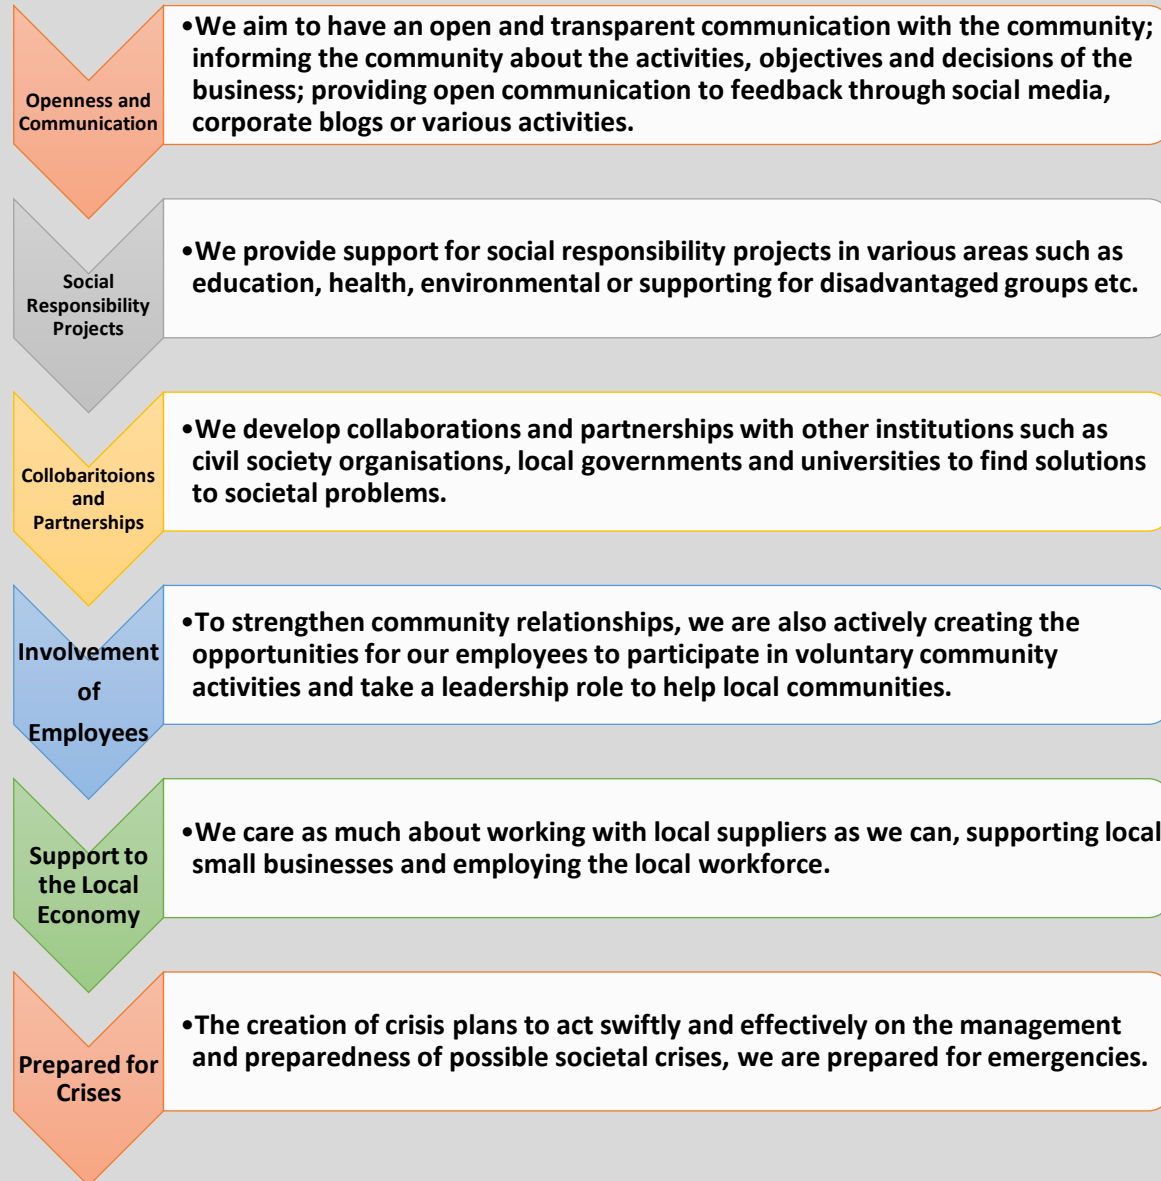 Openness and
Communication
•We aim to have an open and transparent communication with the community;
informing the community about the activities, objectives and decisions of the
business; providing open communication to feedback through social media,
corporate blogs or various activities.
Social
Responsibility
Projects
•We provide support for social responsibility projects in various areas such as
education, health, environmental or supporting for disadvantaged groups etc.
Collobaritoions
and
Partnerships
•We develop collaborations and partnerships with other institutions such as
civil society organisations, local governments and universities to find solutions
to societal problems.
Involvement
of
Employees
•To strengthen community relationships, we are also actively creating the
opportunities for our employees to participate in voluntary community
activities and take a leadership role to help local communities.
Support to
the Local
Economy
•We care as much about working with local suppliers as we can, supporting local
small businesses and employing the local workforce.
Prepared for
Crises
•The creation of crisis plans to act swiftly and effectively on the management
and preparedness of possible societal crises, we are prepared for emergencies.